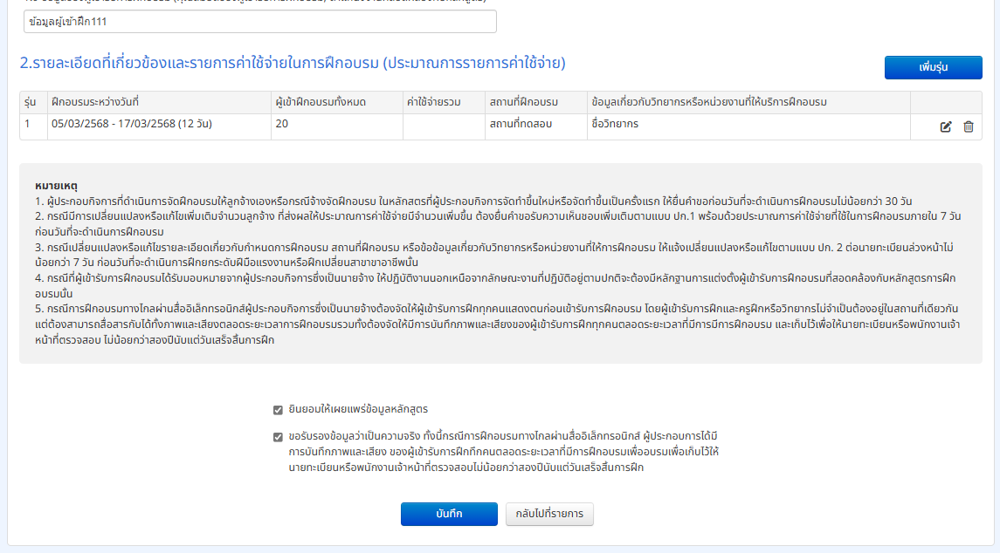 ข้อมูลผู้เข้าฝึก111
2.รายละเอียดที่เกี่ยวข้องและรายการค่าใช้จ่ายในการฝึกอบรม (ประมาณการรายการค่าใช้จ่าย)
เพิ่มรุ่น
รุ่น ฝึกอบรมระหว่างวันที่ ผู้เข้าฝึกอบรมทั้งหมด ค่าใช้จ่ายรวม สถานที่ฝึกอบรม ข้อมูลเกี่ยวกับวิทยากรหรือหน่วยงานที่ให้บริการฝึกอบรม
1 05/03/2568 - 17/03/2568 (12 วัน) 20 สถานที่ทดสอบ ชื่อวิทยากร
หมายเหตุ
1. ผู้ประกอบกิจการที่ดำเนินการจัดฝึกอบรมให้ลูกจ้างเองหรือกรณีจ้างจัดฝึกอบรบ ในหลักสูตรที่ผู้ประกอบกิจการจัดทำขึ้นใหม่หรือจัดทำขึ้นเป็นครั้งแรก ให้ยื่นคำขอก่อนวันที่จะดำเนินการฝึกอบรมไม่น้อยกว่า 30 วัน
2. กรณีมีการเปลี่ยนแปลงหรือแก้ไขเพิ่มเติมจำนวนลูกจ้าง ที่ส่งผลให้ประมาณการค่าใช้จ่ายมีจำนวนเพิ่มขึ้น ต้องยื่นคำขอรับความเห็นชอบเพิ่มเติมตามแบบ ปก.1 พร้อมด้วยประมาณการค่าใช้จ่ายที่ใช้ในการฝึกอบรมภายใน 7 วัน
ก่อนวันที่จะดำเนินการฝึกอบรม
3. กรณีเปลี่ยนแปลงหรือแก้ไขรายละเอียดเกี่ยวกับกำหนดการฝึกอบรม สถานที่ฝึกอบรม หรือข้อข้อมูลเกี่ยวกับวิทยากรหรือหน่วยงานที่ให้การฝึกอบรม ให้แจ้งเปลี่ยนแปลงหรือแก้ไขตามแบบ ปก. 2 ต่อนายทะเบียนล่วงหน้าไม่
น้อยกว่า 7 วัน ก่อนวันที่จะดำเนินการฝึกยกระดับฝีมือแรงงานหรือฝึกเปลี่ยนสาขาขาอาชีพนั้น
4. กรณีที่ผู้เข้ารับการฝึกอบรมได้รับมอบหมายจากผู้ประกอบกิจการซึ่งเป็นนายจ้าง ให้ปฏิบัติงานนอกเหนือจากลักษณะงานที่ปฏิบัติอยู่ตามปกติจะต้องมีหลักฐานการแต่งตั้งผู้เข้ารับการฝึกอบรมที่สอดคล้องกับหลักสูตรการฝึก
อบรมนั้น
5. กรณีการฝึกอบรมทางไกลผ่านสื่ออิเล็กทรอนิกส์ผู้ประกอบกิจการซึ่งเป็นนายจ้างต้องจัดให้ผู้เข้ารับการฝึกทุกคนแสดงตนก่อนเข้ารับการฝึกอบรม โดยผู้เข้ารับการฝึกและครูฝึกหรือวิทยากรไม่จำเป็นต้องอยู่ในสถานที่เดียวกัน
แต่ต้องสามารถสื่อสารกับได้ทั้งภาพและเสียงตลอดระยะเวลาการฝึกอบรมรวมทั้งต้องจัดให้มีการบันทึกภาพและเสียงของผู้เข้ารับการฝึกทุกคนตลอดระยะเวลาที่มีการมีการฝึกอบรม และเก็บไว้เพื่อให้นายทะเบียนหรือพนักงานเจ้า
หน้าที่ตรวจสอบ ไม่น้อยกว่าสองปีนับแต่วันเสร็จสิ้นการฝึก
ยินยอมให้เผยแพร่ข้อมูลหลักสูตร
ขอรับรองข้อมูลว่าเป็นความจริง ทั้งนี้กรณีการฝึกอบรมทางไกลผ่านสื่ออิเล็กทรอนิกส์ ผู้ประกอบการได้มี
การบันทึกภาพและเสียง ของผู้เข้ารับการฝึกทึกคนตลอดระยะเวลาที่มีการฝึกอบรมเพื่ออบรมเพื่อเก็บไว้ให้
นายทะเบียนหรือพนักงานเจ้าหน้าที่ตรวจสอบไม่น้อยกว่าสองปีนับแต่วันเสร็จสิ้นการฝึก
บันทึก กลับไปที่รายการ